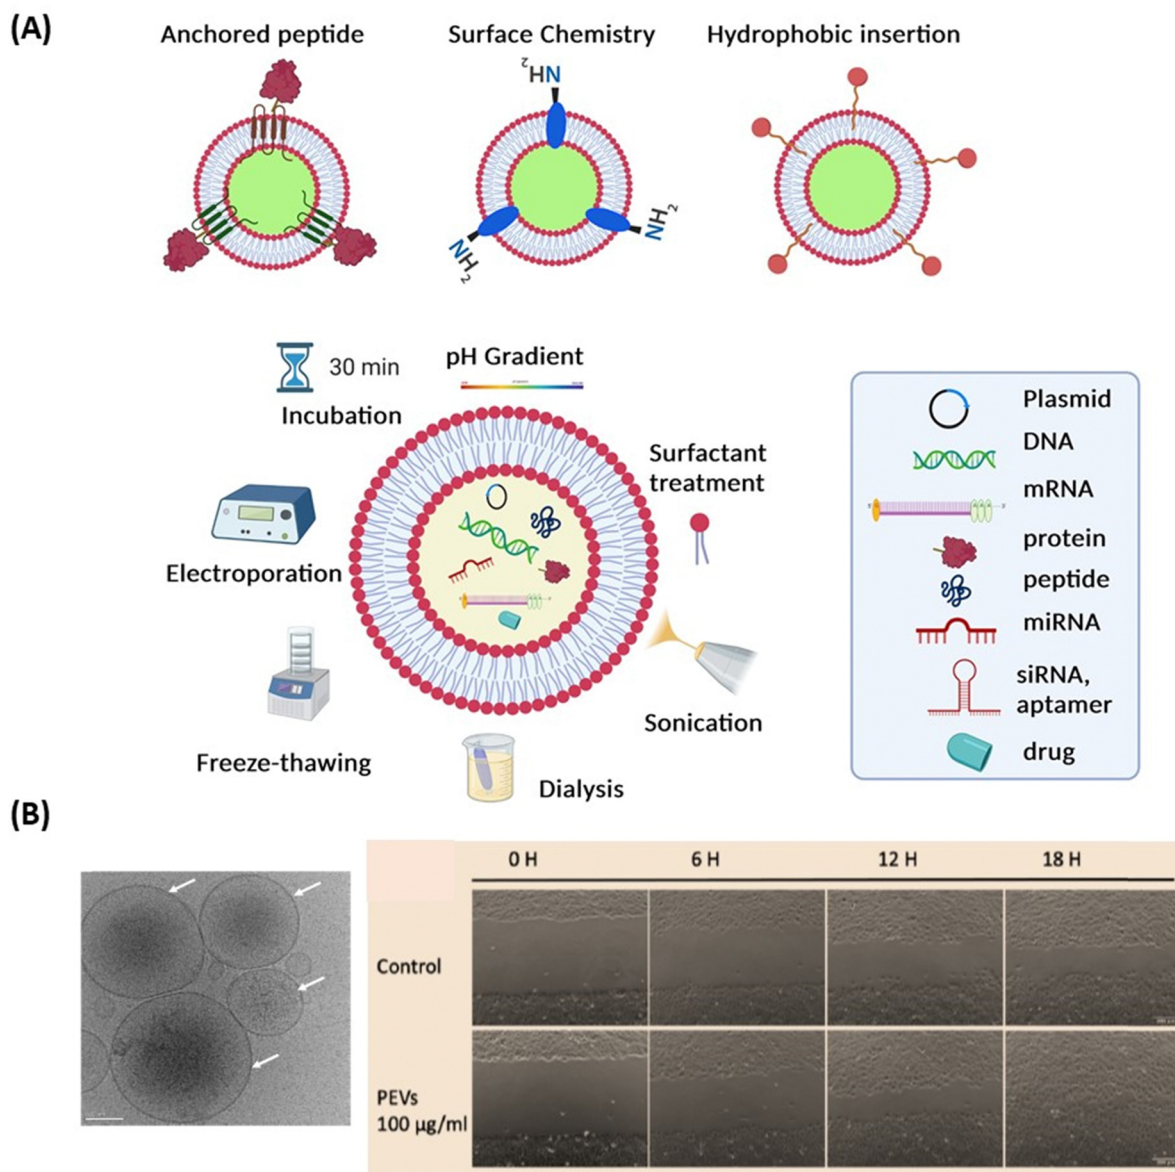 (A)
Anchored peptide
Surface Chemistry
Hydrophobic insertion
NH2
NH2
NH2
30 min
Incubation
pH Gradient
Surfactant
treatment
Electroporation
Freeze-thawing
Dialysis
Sonication
Plasmid
DNA
mRNA
protein
peptide
miRNA
siRNA,
aptamer
drug
(B)
0 H
6 H
12 H
18 H
Control
PEVs
100 µg/ml